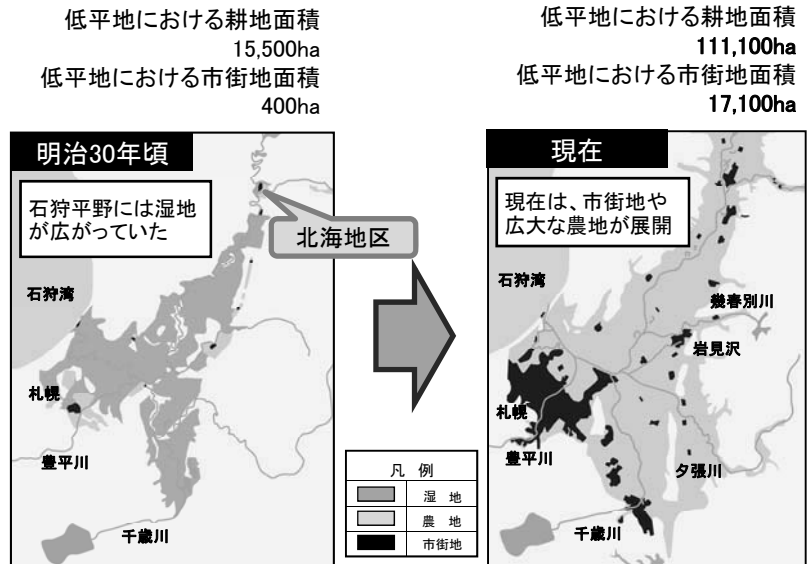 低平地における耕地面積
15,500ha
低平地における市街地面積
400ha
明治30年頃
石狩平野には湿地
が広がっていた
北海地区
石狩湾
札幌
豊平川
千歳川
凡 例
湿 地
農 地
市街地
低平地における耕地面積
111,100ha
低平地における市街地面積
17,100ha
現在
現在は、市街地や
広大な農地が展開
石狩湾
幾春別川
岩見沢
札幌
豊平川
夕張川
千歳川